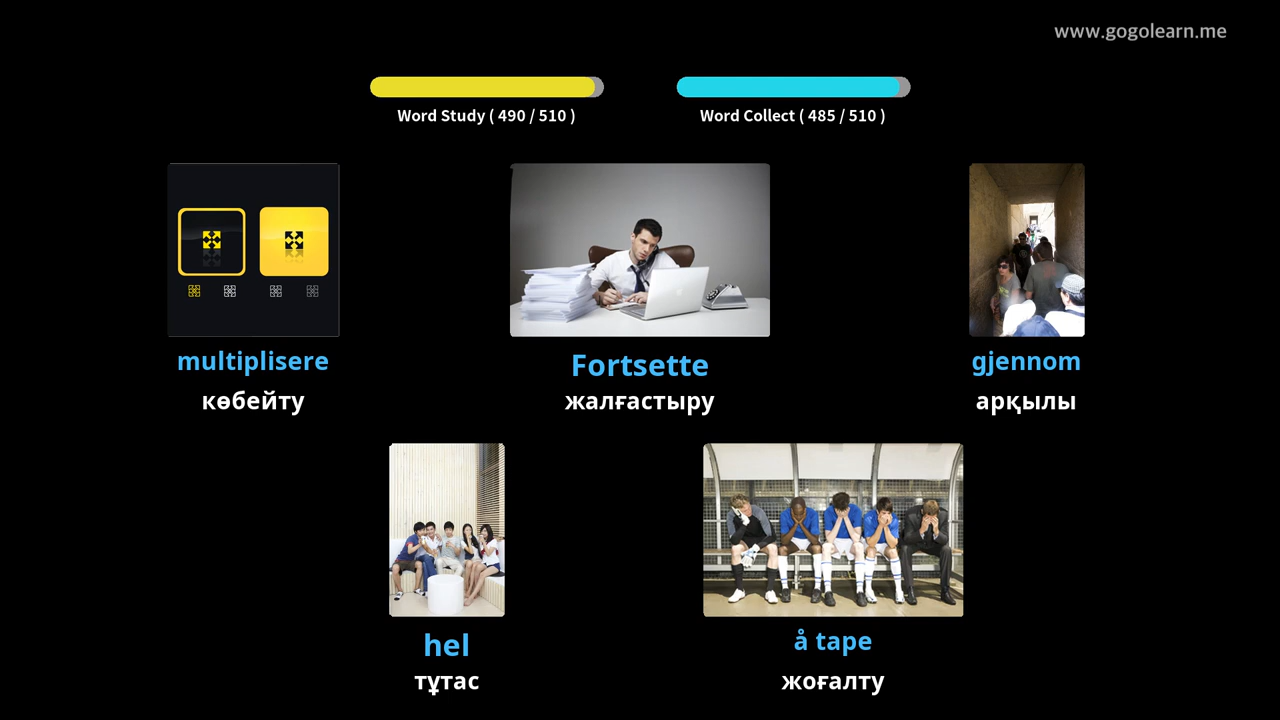 www.gogolearn.me
Word Study ( 490 / 510 )
Word Collect ( 485 / 510 )
multiplisere
көбейту
Fortsette
жалғастыру
gjennom
арқылы
hel
тұтас
å tape
жоғалту